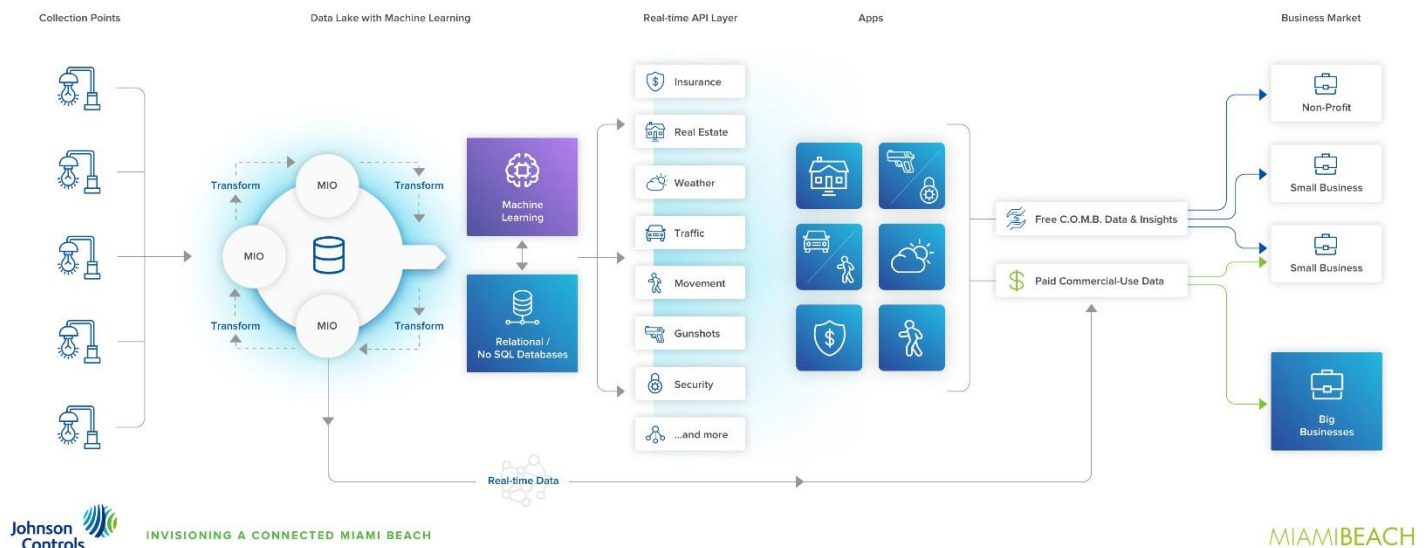 Collection Points
Data Lake with Machine Learning
Real-time API Layer
Apps
Business Market
MIO
Transform
Transform
MIO
MIO
Transform
Transform
Machine
Learning
Relational /
No SQL Databases
Insurance
Real Estate
Weather
Traffic
Movement
Gunshots
Security
...and more
Free C.O.M.B. Data & Insights
Paid Commercial-Use Data
Non-Profit
Small Business
Small Business
Big
Businesses
Real-time Data
Johnson
Controls
INVISIONING A CONNECTED MIAMI BEACH
MIAMIBEACH